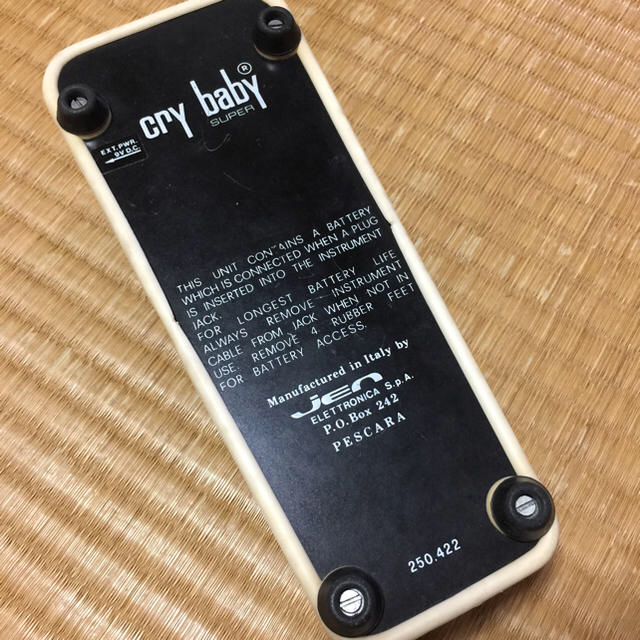 cry baby®
SUPER
EXT. PWR.
9V D.C.
THIS UNIT CONTAINS A BATTERY
WHICH IS CONNECTED WHEN A PLUG
IS INSERTED INTO THE INSTRUMENT
JACK.
FOR LONGEST BATTERY LIFE
ALWAYS REMOVE INSTRUMENT
CABLE FROM JACK WHEN NOT IN
USE. REMOVE 4 RUBBER FEET
FOR BATTERY ACCESS.
Manufactured in Italy by
jen
ELETTRONICA S.p.A.
P.O. Box 242
PESCARA
250.422